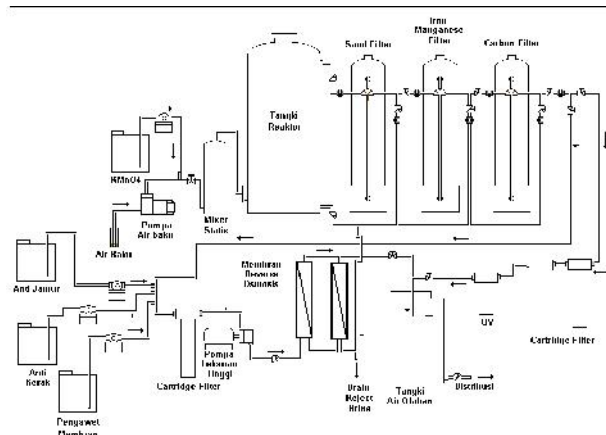 Iron
Manganese
Filter
Sand Filter
Carbon Filter
Tangki
Reaktor
KMnO4
Mixer
Static
Pompa
Air baku
Air Baku
Anti Jamur
Membran
Reverse
Osmosis
UV
Cartridge Filter
Anti
Kerak
Pompa
Tekanan
Tinggi
Cartridge Filter
Drain
Reject
Brine
Tangki
Air Olahan
Distribusi
Pengawet
Membran